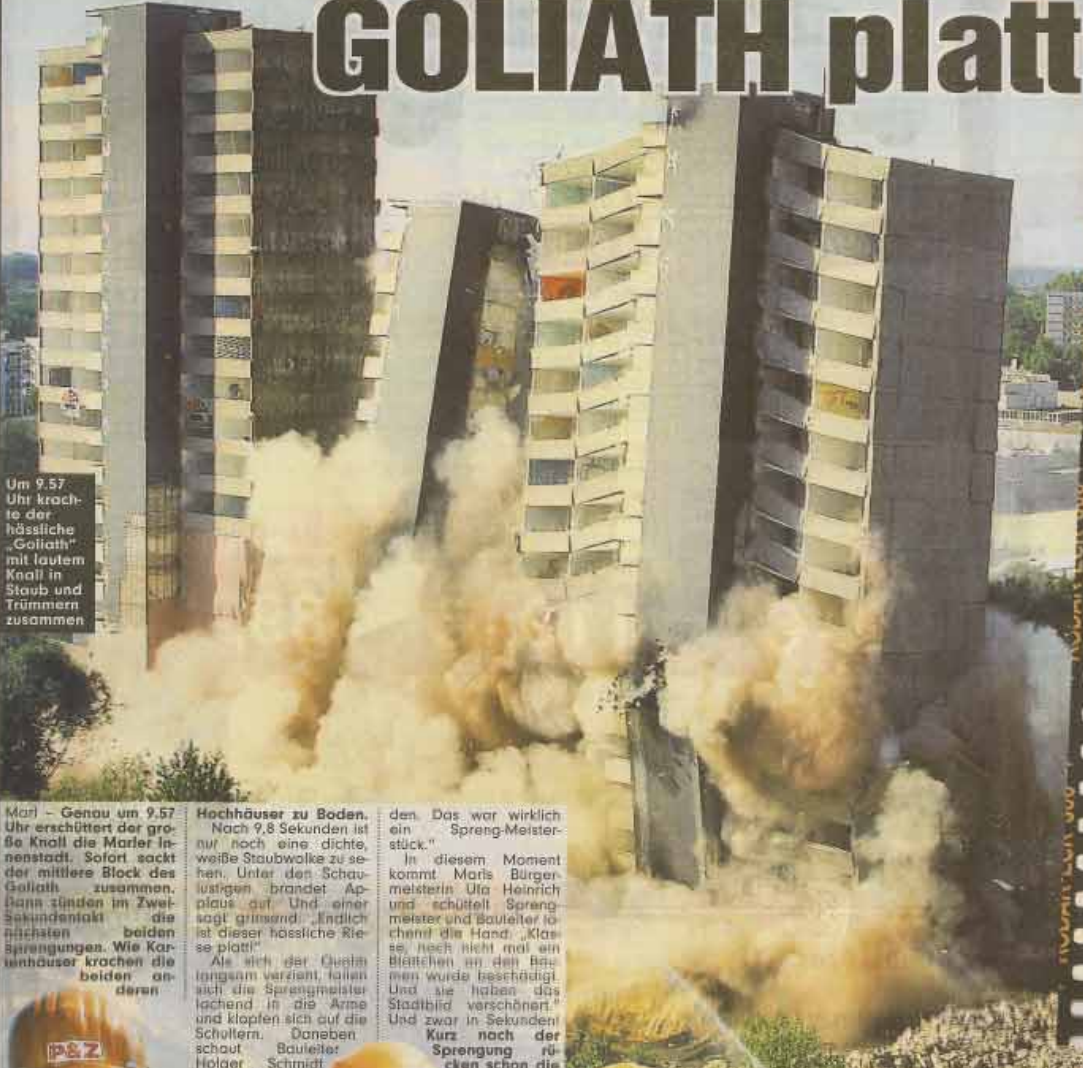 GOLIATH platt
Um 9.57
Uhr krach-
te der
hässliche
„Goliath"
mit lautem
Knall in
Staub und
Trümmern
zusammen
Marl – Genau um 9.57
Uhr erschüttert der gro-
ße Knall die Marler In-
nenstadt. Sofort sackt
der mittlere Block des
Goliath zusammen.
Dann zünden im Zwei-
Sekundentakt die
nächsten beiden
Sprengungen. Wie Kar-
tenhäuser krachen die
beiden an-
deren
Hochhäuser zu Boden.
Nach 9,8 Sekunden ist
nur noch eine dichte,
weiße Staubwolke zu se-
hen. Unter den Schau-
lustigen brandet Ap-
plaus auf. Und einer
sagt grinsend: „Endlich
ist dieser hässliche Rie-
se platt!"
Als sich der Qualm
langsam verzieht, fallen
sich die Sprengmeister
lachend in die Arme
und klopfen sich auf die
Schultern. Daneben
schaut Bauleiter
Holger Schmidt
den. Das war wirklich
ein Spreng-Meister-
stück."
In diesem Moment
kommt Marls Bürger-
meisterin Uta Heinrich
und schüttelt Spreng-
meister und Bauleiter lä-
chelnd die Hand: „Klas-
se, noch nicht mal ein
Blättchen an den Bäu-
men wurde beschädigt.
Und sie haben das
Stadtbild verschönert."
Und zwar in Sekunden!
Kurz nach der
Sprengung rü-
cken schon die
P&Z